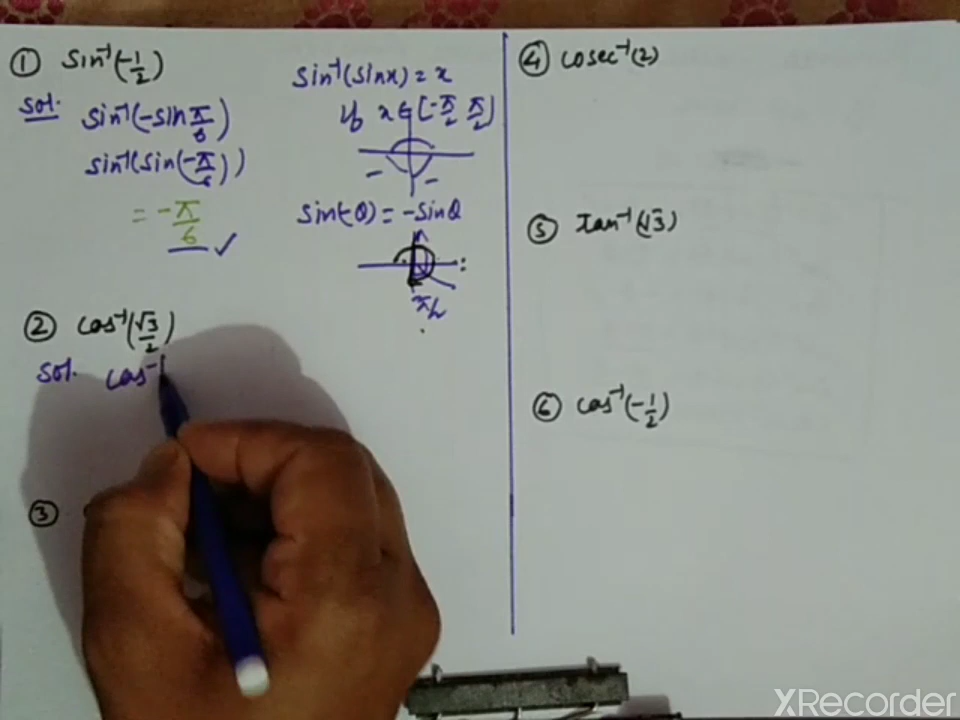 ① Sin⁻¹(-1/2)
Sol. Sin⁻¹(-Sin π/6)
Sin⁻¹(Sin(-π/6))
= -π/6 ✓
Sin⁻¹(Sinx) = x
if x ∈ [-π/2 π/2]
Sin(-θ) = -Sinθ
π/2
② Cos⁻¹(√3/2)
Sol. Cos⁻¹
③
④ Cosec⁻¹(2)
⑤ Tan⁻¹(√3)
⑥ Cos⁻¹(-1/2)
XRecorder